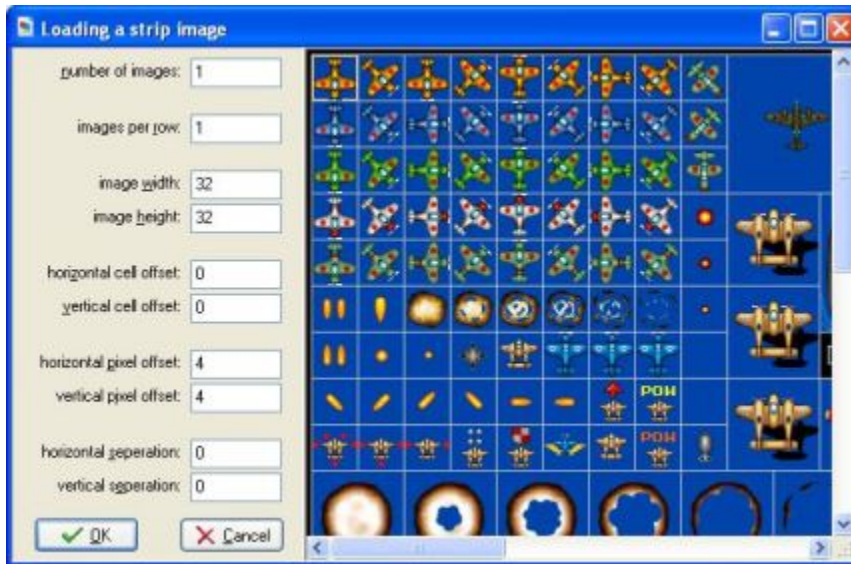 Loading a strip image
number of images: 1
images per row: 1
image width: 32
image height: 32
horizontal cell offset: 0
vertical cell offset: 0
horizontal pixel offset: 4
vertical pixel offset: 4
horizontal seperation: 0
vertical seperation: 0
OK
Cancel
POW
POW